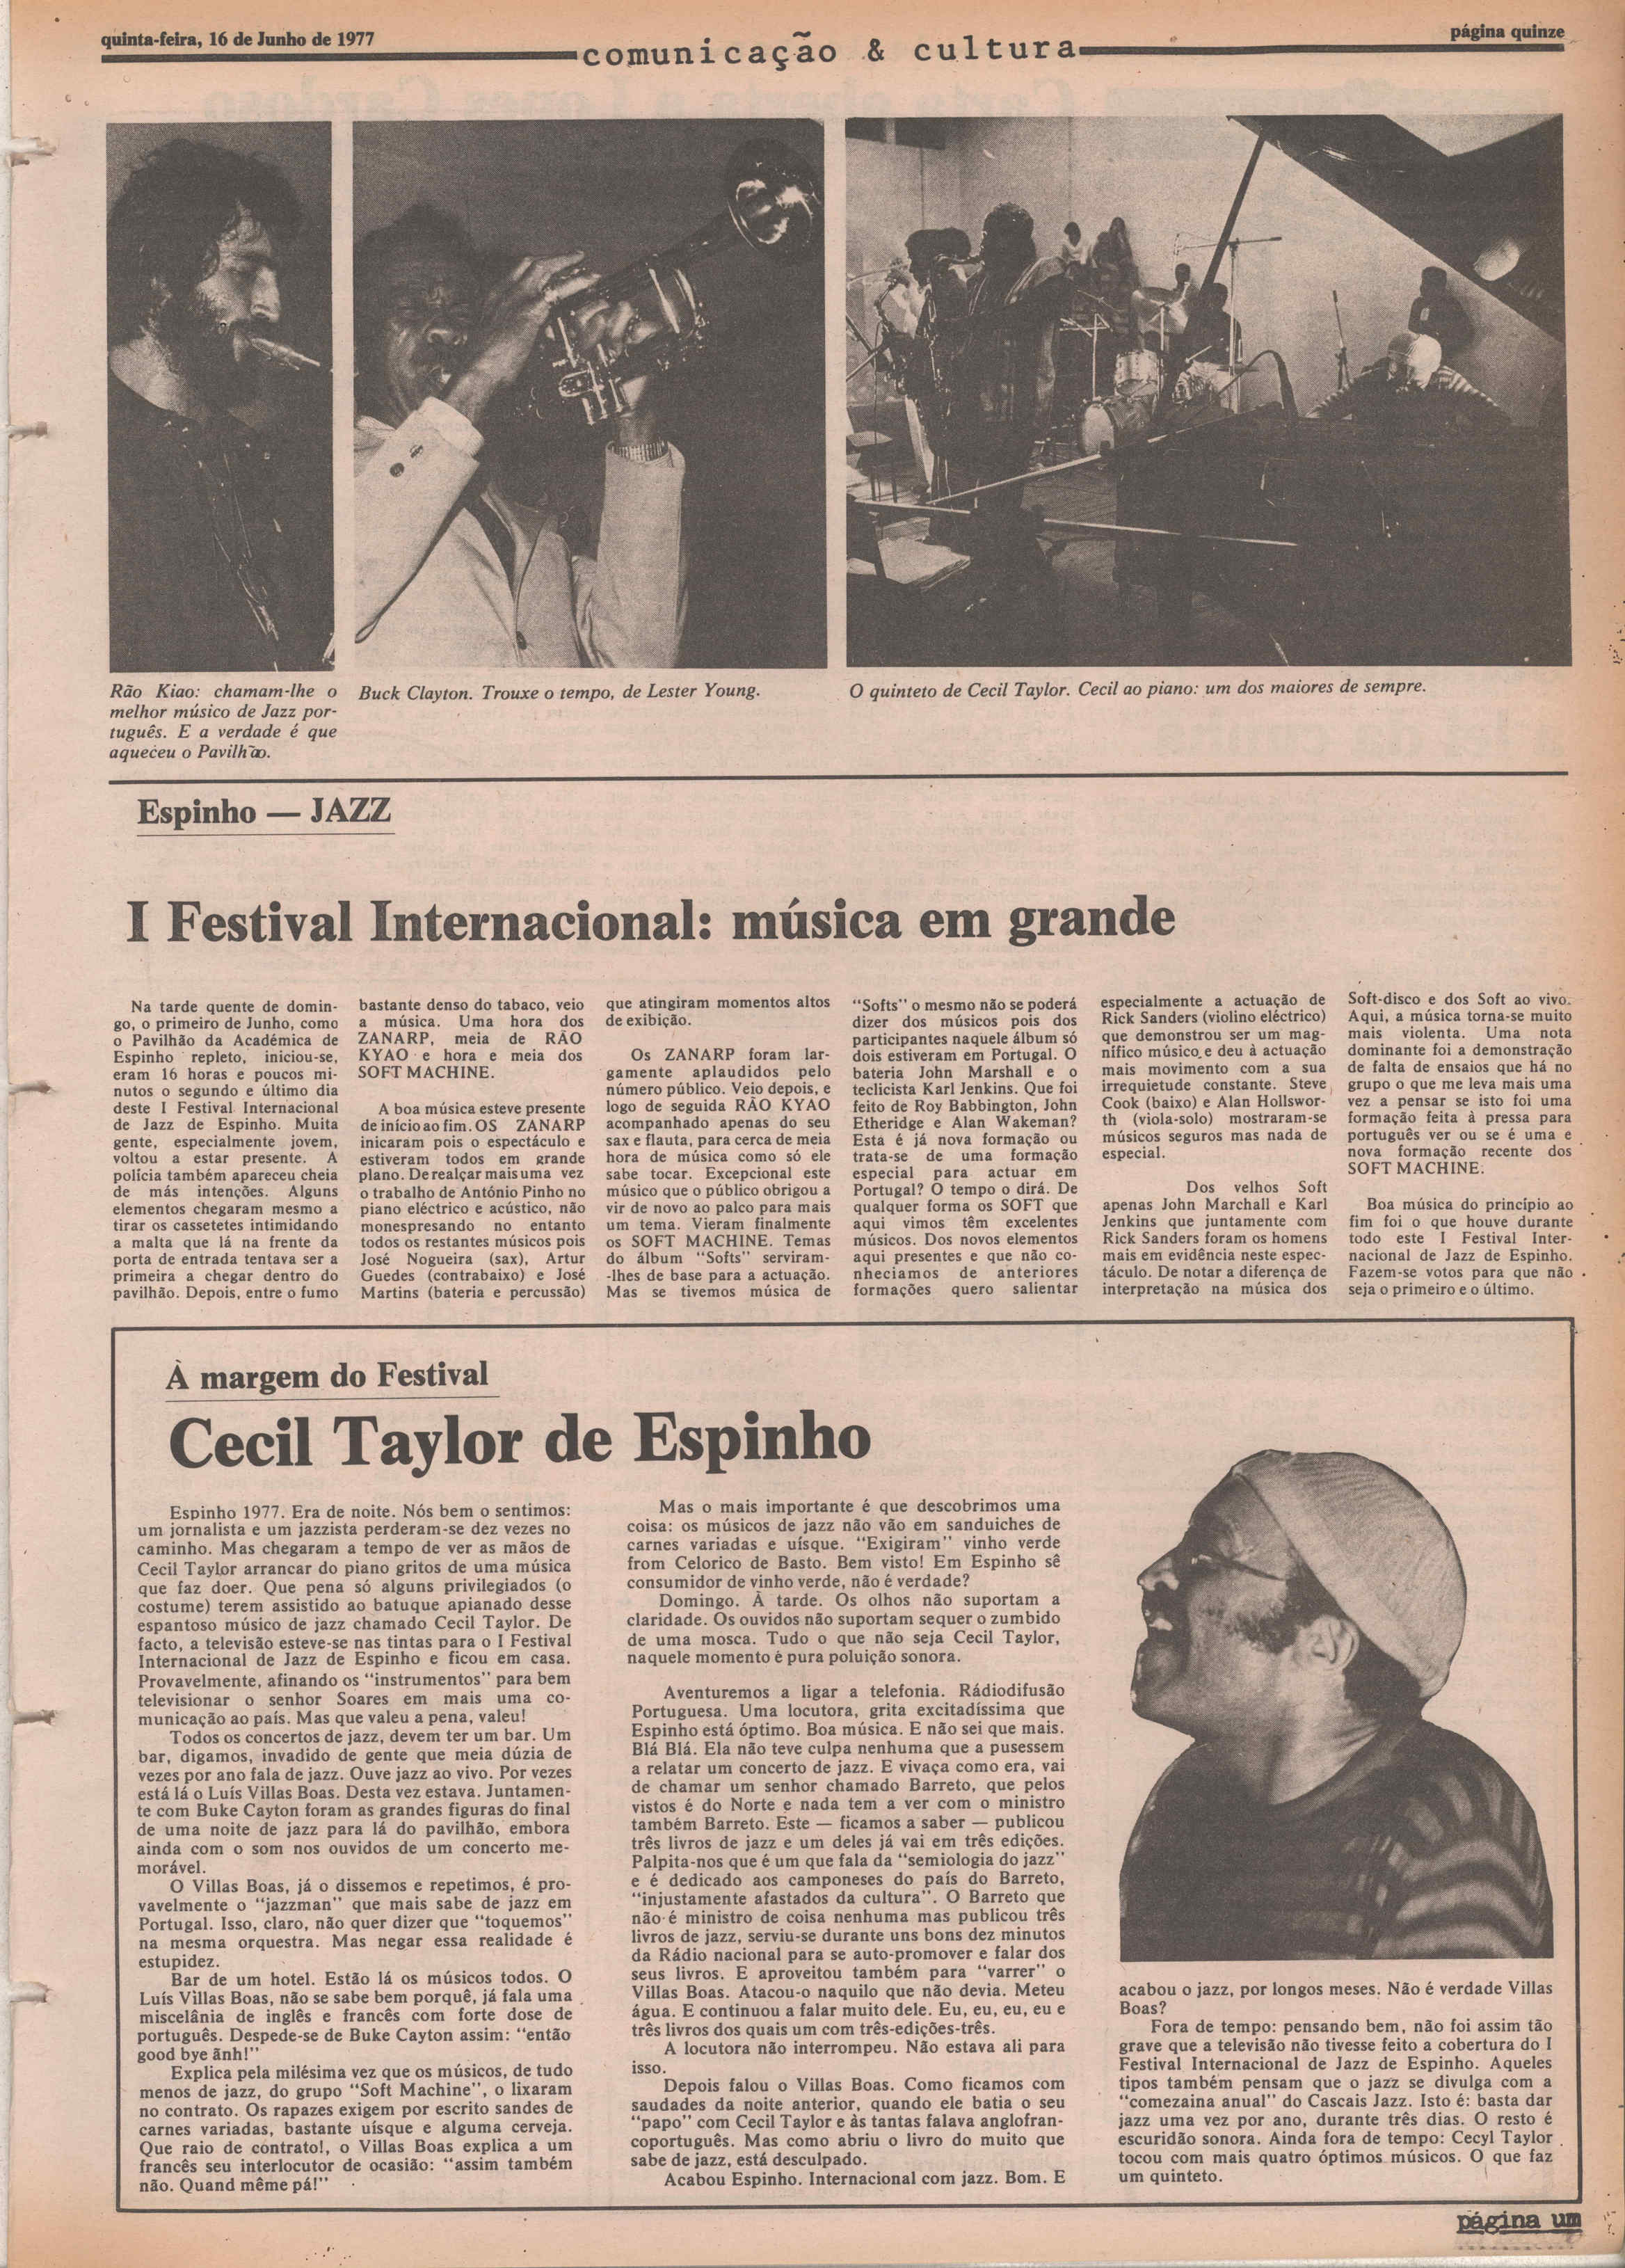 quinta-feira, 16 de Junho de 1977
comunicação & cultura
página quinze
Rão Kiao: chamam-lhe o
melhor músico de Jazz por-
tuguês. E a verdade é que
aqueceu o Pavilhão.
Buck Clayton. Trouxe o tempo, de Lester Young.
O quinteto de Cecil Taylor. Cecil ao piano: um dos maiores de sempre.
Espinho — JAZZ
I Festival Internacional: música em grande
Na tarde quente de domin-
go, o primeiro de Junho, como
o Pavilhão da Académica de
Espinho repleto, iniciou-se,
eram 16 horas e poucos mi-
nutos o segundo e último dia
deste I Festival Internacional
de Jazz de Espinho. Muita
gente, especialmente jovem,
voltou a estar presente. A
polícia também apareceu cheia
de más intenções. Alguns
elementos chegaram mesmo a
tirar os cassetetes intimidando
a malta que lá na frente da
porta de entrada tentava ser a
primeira a chegar dentro do
pavilhão. Depois, entre o fumo
bastante denso do tabaco, veio
a música. Uma hora dos
ZANARP, meia de RÃO
KYAO e hora e meia dos
SOFT MACHINE.
A boa música esteve presente
de início ao fim. OS ZANARP
inicaram pois o espectáculo e
estiveram todos em grande
plano. De realçar mais uma vez
o trabalho de António Pinho no
piano eléctrico e acústico, não
monespresando no entanto
todos os restantes músicos pois
José Nogueira (sax), Artur
Guedes (contrabaixo) e José
Martins (bateria e percussão)
que atingiram momentos altos
de exibição.
Os ZANARP foram lar-
gamente aplaudidos pelo
número público. Veio depois, e
logo de seguida RÃO KYAO
acompanhado apenas do seu
sax e flauta, para cerca de meia
hora de música como só ele
sabe tocar. Excepcional este
músico que o público obrigou a
vir de novo ao palco para mais
um tema. Vieram finalmente
os SOFT MACHINE. Temas
do álbum "Softs" serviram-
-lhes de base para a actuação.
Mas se tivemos música de
"Softs" o mesmo não se poderá
dizer dos músicos pois dos
participantes naquele álbum só
dois estiveram em Portugal. O
bateria John Marshall e o
teclicista Karl Jenkins. Que foi
feito de Roy Babbington, John
Etheridge e Alan Wakeman?
Esta é já nova formação ou
trata-se de uma formação
especial para actuar em
Portugal? O tempo o dirá. De
qualquer forma os SOFT que
aqui vimos têm excelentes
músicos. Dos novos elementos
aqui presentes e que não co-
nheciamos de anteriores
formações quero salientar
especialmente a actuação de
Rick Sanders (violino eléctrico)
que demonstrou ser um mag-
nífico músico e deu à actuação
mais movimento com a sua
irrequietude constante. Steve
Cook (baixo) e Alan Hollswor-
th (viola-solo) mostraram-se
músicos seguros mas nada de
especial.
Dos velhos Soft
apenas John Marchall e Karl
Jenkins que juntamente com
Rick Sanders foram os homens
mais em evidência neste espec-
táculo. De notar a diferença de
interpretação na música dos
Soft-disco e dos Soft ao vivo.
Aqui, a música torna-se muito
mais violenta. Uma nota
dominante foi a demonstração
de falta de ensaios que há no
grupo o que me leva mais uma
vez a pensar se isto foi uma
formação feita à pressa para
português ver ou se é uma e
nova formação recente dos
SOFT MACHINE.
Boa música do princípio ao
fim foi o que houve durante
todo este I Festival Inter-
nacional de Jazz de Espinho.
Fazem-se votos para que não
seja o primeiro e o último.
À margem do Festival
Cecil Taylor de Espinho
Espinho 1977. Era de noite. Nós bem o sentimos:
um jornalista e um jazzista perderam-se dez vezes no
caminho. Mas chegaram a tempo de ver as mãos de
Cecil Taylor arrancar do piano gritos de uma música
que faz doer. Que pena só alguns privilegiados (o
costume) terem assistido ao batuque apianado desse
espantoso músico de jazz chamado Cecil Taylor. De
facto, a televisão esteve-se nas tintas para o I Festival
Internacional de Jazz de Espinho e ficou em casa.
Provavelmente, afinando os "instrumentos" para bem
televisionar o senhor Soares em mais uma co-
municação ao país. Mas que valeu a pena, valeu!
Todos os concertos de jazz, devem ter um bar. Um
bar, digamos, invadido de gente que meia dúzia de
vezes por ano fala de jazz. Ouve jazz ao vivo. Por vezes
está lá o Luís Villas Boas. Desta vez estava. Juntamen-
te com Buke Cayton foram as grandes figuras do final
de uma noite de jazz para lá do pavilhão, embora
ainda com o som nos ouvidos de um concerto me-
morável.
O Villas Boas, já o dissemos e repetimos, é pro-
vavelmente o "jazzman" que mais sabe de jazz em
Portugal. Isso, claro, não quer dizer que "toquemos"
na mesma orquestra. Mas negar essa realidade é
estupidez.
Bar de um hotel. Estão lá os músicos todos. O
Luís Villas Boas, não se sabe bem porquê, já fala uma
miscelânia de inglês e francês com forte dose de
português. Despede-se de Buke Cayton assim: "então
good bye ãnh!"
Explica pela milésima vez que os músicos, de tudo
menos de jazz, do grupo "Soft Machine", o lixaram
no contrato. Os rapazes exigem por escrito sandes de
carnes variadas, bastante uísque e alguma cerveja.
Que raio de contrato!, o Villas Boas explica a um
francês seu interlocutor de ocasião: "assim também
não. Quand même pá!"
Mas o mais importante é que descobrimos uma
coisa: os músicos de jazz não vão em sanduiches de
carnes variadas e uísque. "Exigiram" vinho verde
from Celorico de Basto. Bem visto! Em Espinho sê
consumidor de vinho verde, não é verdade?
Domingo. À tarde. Os olhos não suportam a
claridade. Os ouvidos não suportam sequer o zumbido
de uma mosca. Tudo o que não seja Cecil Taylor,
naquele momento é pura poluição sonora.
Aventuremos a ligar a telefonia. Rádiodifusão
Portuguesa. Uma locutora, grita excitadíssima que
Espinho está óptimo. Boa música. E não sei que mais.
Blá Blá. Ela não teve culpa nenhuma que a pusessem
a relatar um concerto de jazz. E vivaça como era, vai
de chamar um senhor chamado Barreto, que pelos
vistos é do Norte e nada tem a ver com o ministro
também Barreto. Este — ficamos a saber — publicou
três livros de jazz e um deles já vai em três edições.
Palpita-nos que é um que fala da "semiologia do jazz"
e é dedicado aos camponeses do país do Barreto,
"injustamente afastados da cultura". O Barreto que
não é ministro de coisa nenhuma mas publicou três
livros de jazz, serviu-se durante uns bons dez minutos
da Rádio nacional para se auto-promover e falar dos
seus livros. E aproveitou também para "varrer" o
Villas Boas. Atacou-o naquilo que não devia. Meteu
água. E continuou a falar muito dele. Eu, eu, eu, eu e
três livros dos quais um com três-edições-três.
A locutora não interrompeu. Não estava ali para
isso.
Depois falou o Villas Boas. Como ficamos com
saudades da noite anterior, quando ele batia o seu
"papo" com Cecil Taylor e às tantas falava anglofran-
coportuguês. Mas como abriu o livro do muito que
sabe de jazz, está desculpado.
Acabou Espinho. Internacional com jazz. Bom. E
acabou o jazz, por longos meses. Não é verdade Villas
Boas?
Fora de tempo: pensando bem, não foi assim tão
grave que a televisão não tivesse feito a cobertura do I
Festival Internacional de Jazz de Espinho. Aqueles
tipos também pensam que o jazz se divulga com a
"comezaina anual" do Cascais Jazz. Isto é: basta dar
jazz uma vez por ano, durante três dias. O resto é
escuridão sonora. Ainda fora de tempo: Cecyl Taylor
tocou com mais quatro óptimos músicos. O que faz
um quinteto.
página um